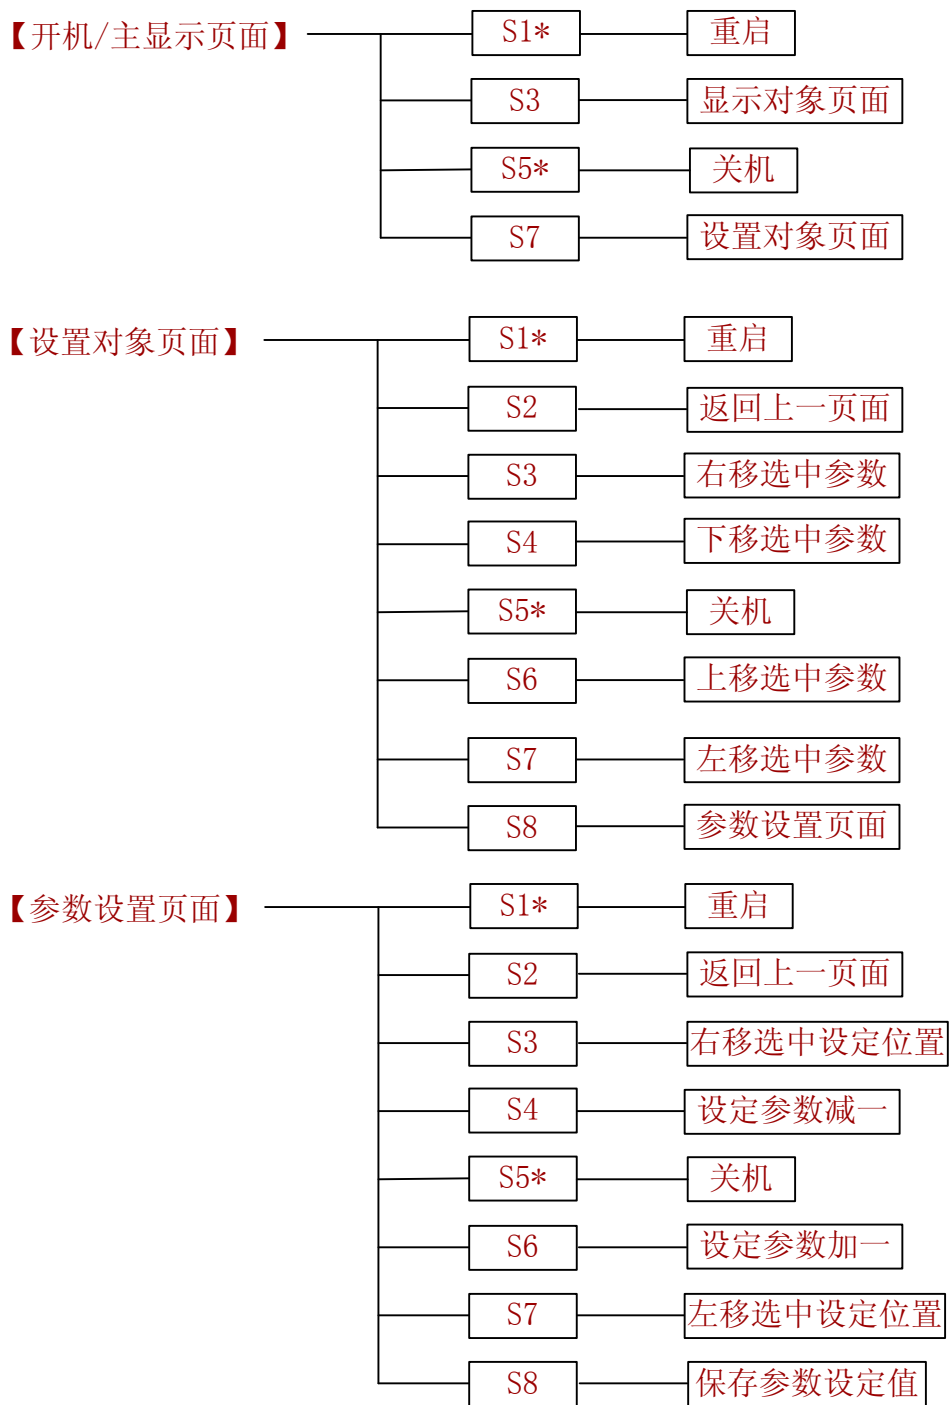 【开机/主显示页面】 S1* 重启
S3 显示对象页面
S5* 关机
S7 设置对象页面
【设置对象页面】 S1* 重启
S2 返回上一页面
S3 右移选中参数
S4 下移选中参数
S5* 关机
S6 上移选中参数
S7 左移选中参数
S8 参数设置页面
【参数设置页面】 S1* 重启
S2 返回上一页面
S3 右移选中设定位置
S4 设定参数减一
S5* 关机
S6 设定参数加一
S7 左移选中设定位置
S8 保存参数设定值